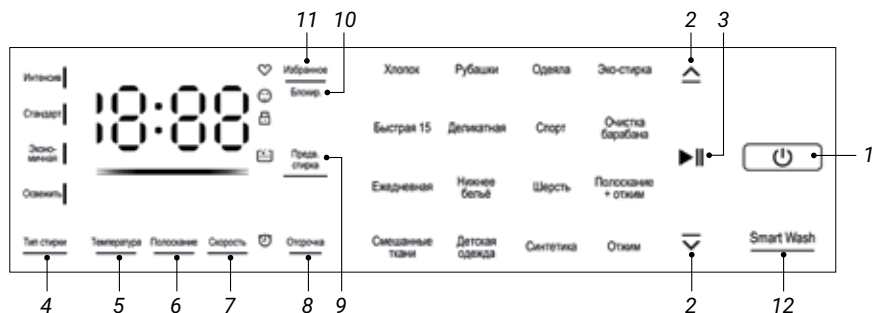 11 10 2 3
Интенсив
Стандарт
Эконо-
мичная
Освежить
18:88
Избранное
Блокир.
Предв.
стирка
Хлопок Рубашки Одеяла Эко-стирка
Быстрая 15 Деликатная Спорт Очистка
барабана
Ежедневная Нижнее
бельё Шерсть Полоскание
+ отжим
Смешанные
ткани Детская
одежда Синтетика Отжим
1
Тип стирки Температура Полоскание Скорость Отсрочка
Smart Wash
4 5 6 7 8 9 2 12